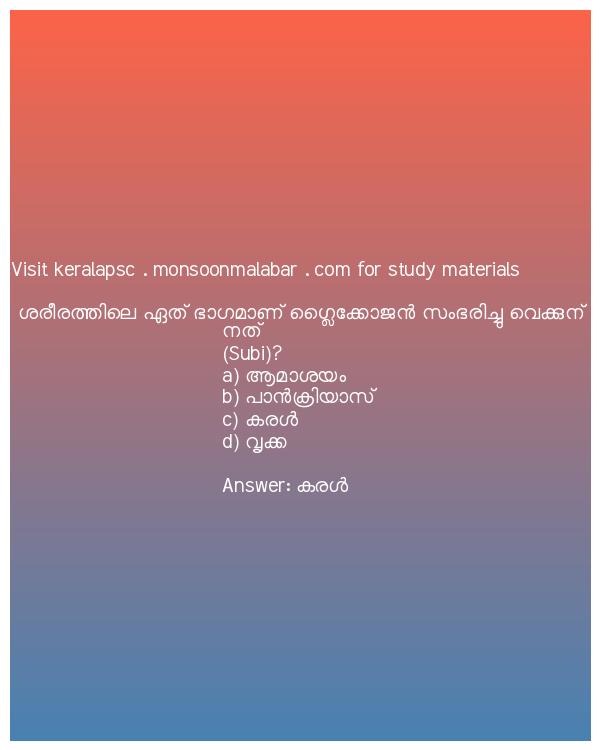 Visit keralapsc . monsoonmalabar . com for study materials
ശരീരത്തിലെ ഏത് ഭാഗമാണ് ഗ്ലൈക്കോജൻ സംഭരിച്ചു വെക്കുന്
നത്
(Subi)?
a) ആമാശയം
b) പാൻക്രിയാസ്
c) കരൾ
d) വൃക്ക
Answer: കരൾ